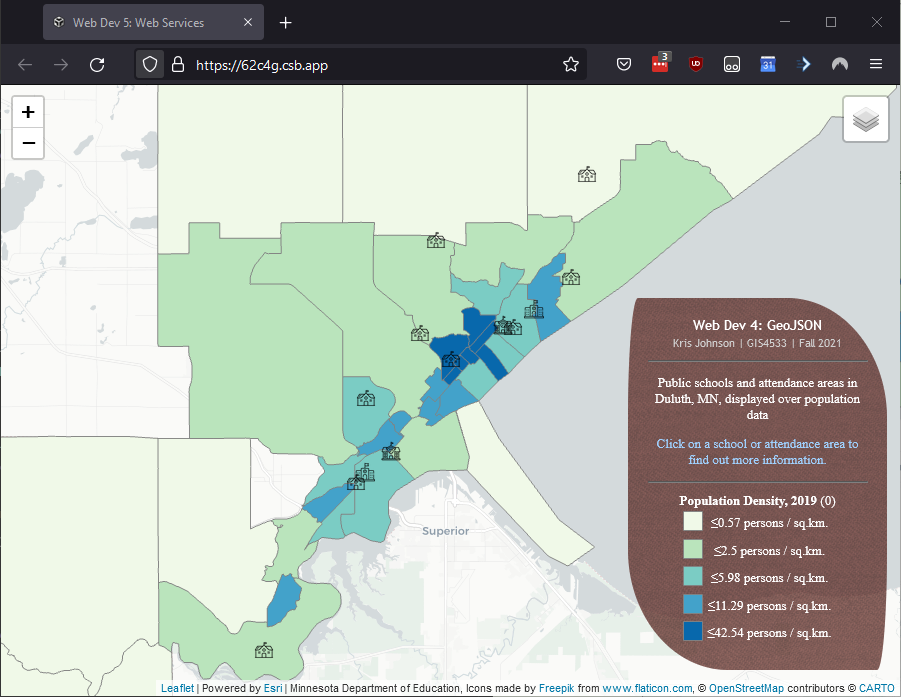 Web Dev 5: Web Services
https://62c4g.csb.app
3
UD
31
+
−
Web Dev 4: GeoJSON
Kris Johnson | GIS4533 | Fall 2021
Public schools and attendance areas in
Duluth, MN, displayed over population
data
Click on a school or attendance area to
find out more information.
Population Density, 2019 (0)
≤0.57 persons / sq.km.
≤2.5 persons / sq.km.
≤5.98 persons / sq.km.
≤11.29 persons / sq.km.
≤42.54 persons / sq.km.
Superior
Leaflet | Powered by Esri | Minnesota Department of Education, Icons made by Freepik from www.flaticon.com, © OpenStreetMap contributors © CARTO